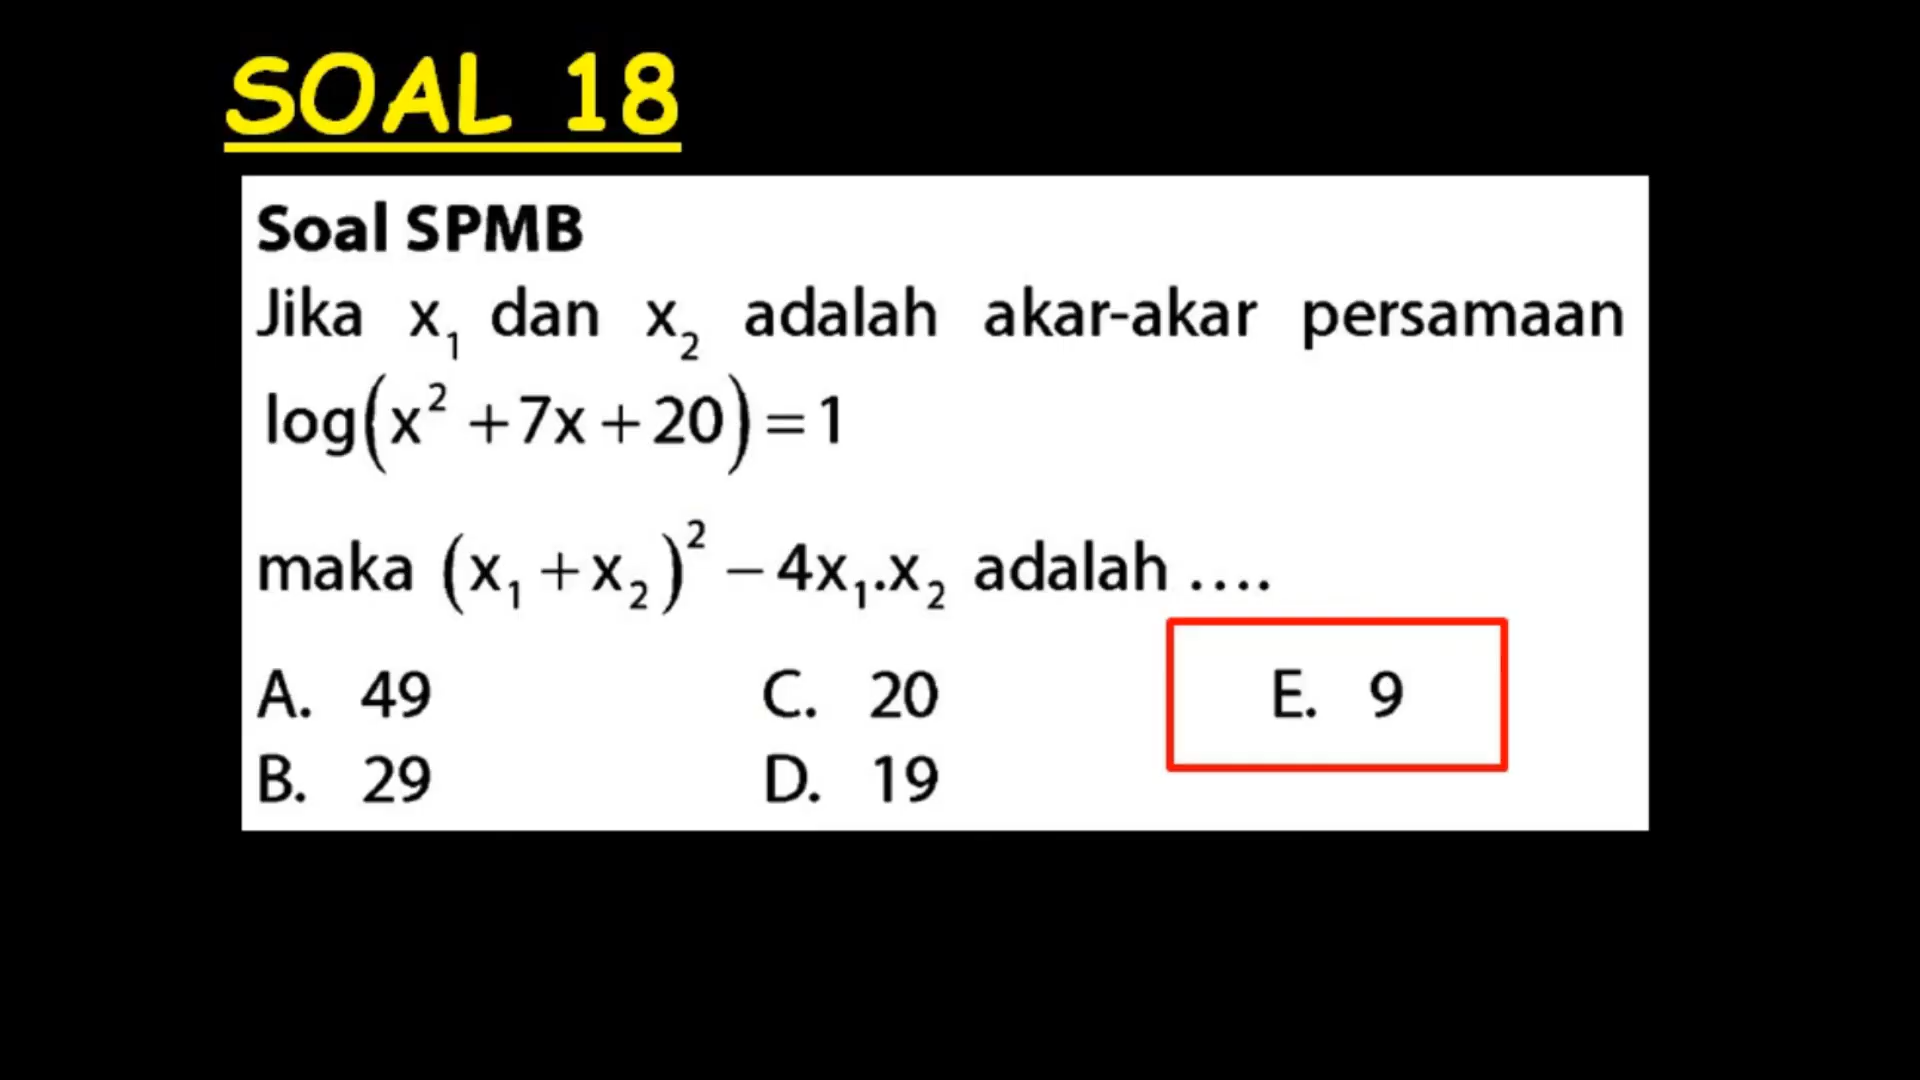 SOAL 18
Soal SPMB
Jika x₁ dan x₂ adalah akar-akar persamaan
log(x² +7x+20)=1
maka (x₁ +x₂)² −4x₁.x₂ adalah ....
A. 49 C. 20 E. 9
B. 29 D. 19